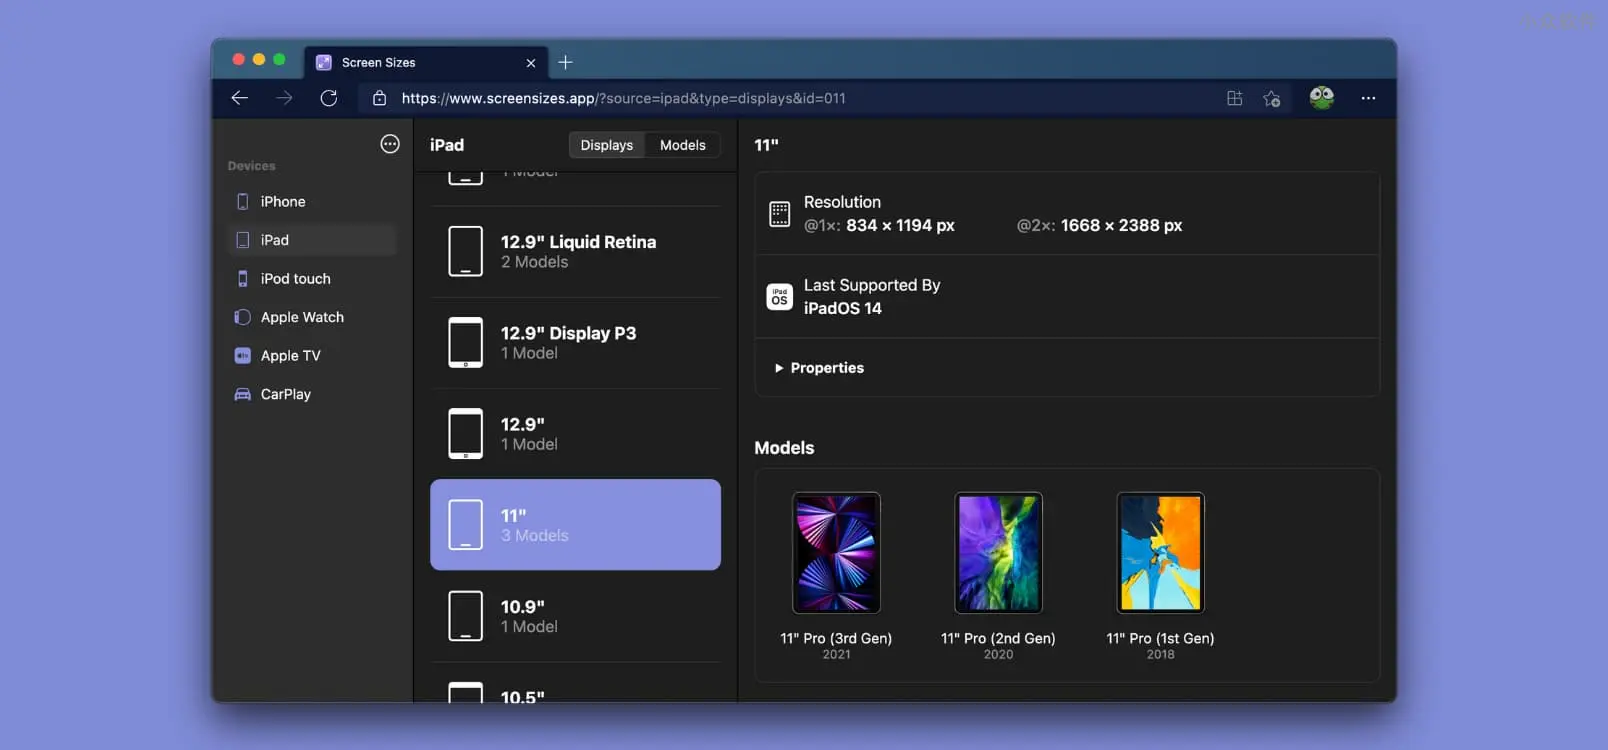 Screen Sizes
https://www.screensizes.app/?source=ipad&type=displays&id=011
Devices
iPhone
iPad
iPod touch
Apple Watch
Apple TV
CarPlay
iPad
Displays
Models
1 Model
12.9" Liquid Retina
2 Models
12.9" Display P3
1 Model
12.9"
1 Model
11"
3 Models
10.9"
1 Model
10.5"
11"
Resolution
@1×: 834 × 1194 px
@2×: 1668 × 2388 px
iPad
OS
Last Supported By
iPadOS 14
Properties
Models
11" Pro (3rd Gen)
2021
11" Pro (2nd Gen)
2020
11" Pro (1st Gen)
2018